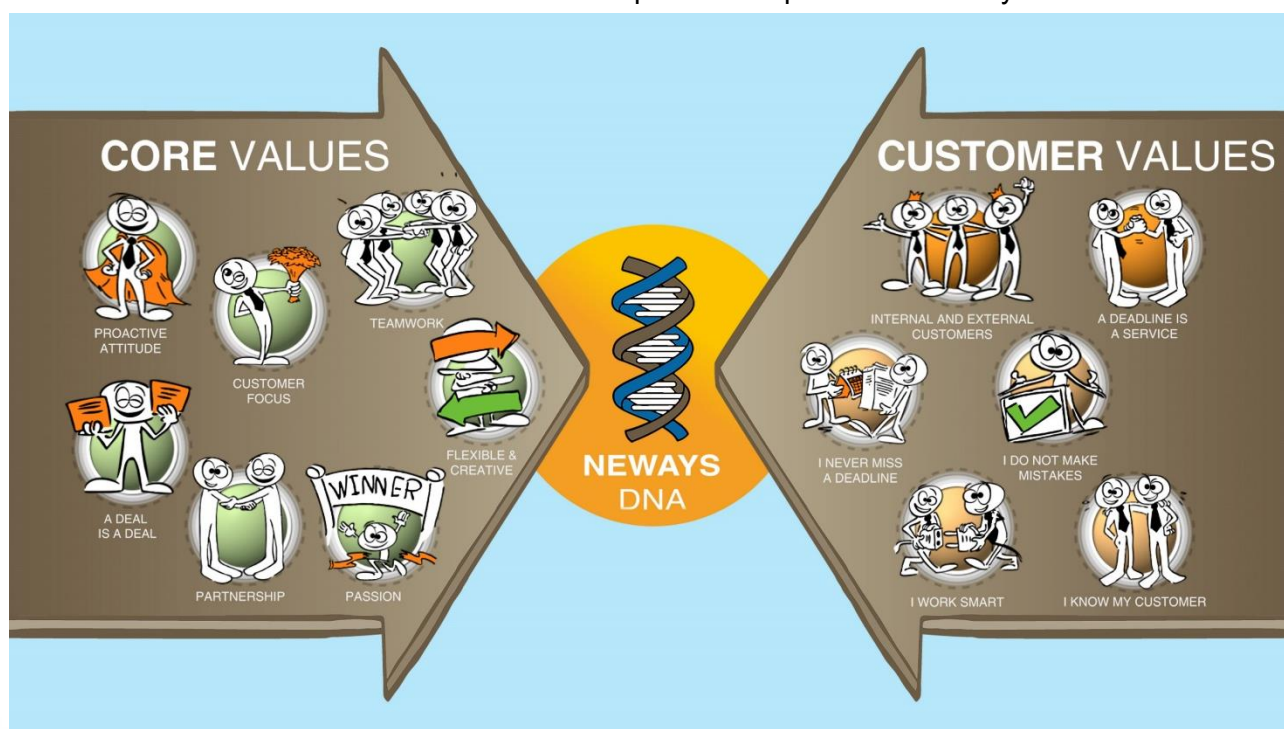 CORE VALUES
PROACTIVE
ATTITUDE
CUSTOMER
FOCUS
TEAMWORK
FLEXIBLE &
CREATIVE
A DEAL
IS A DEAL
PARTNERSHIP
WINNER
PASSION
NEWAYS
DNA
CUSTOMER VALUES
INTERNAL AND EXTERNAL
CUSTOMERS
A DEADLINE IS
A SERVICE
I NEVER MISS
A DEADLINE
I DO NOT MAKE
MISTAKES
I WORK SMART
I KNOW MY CUSTOMER